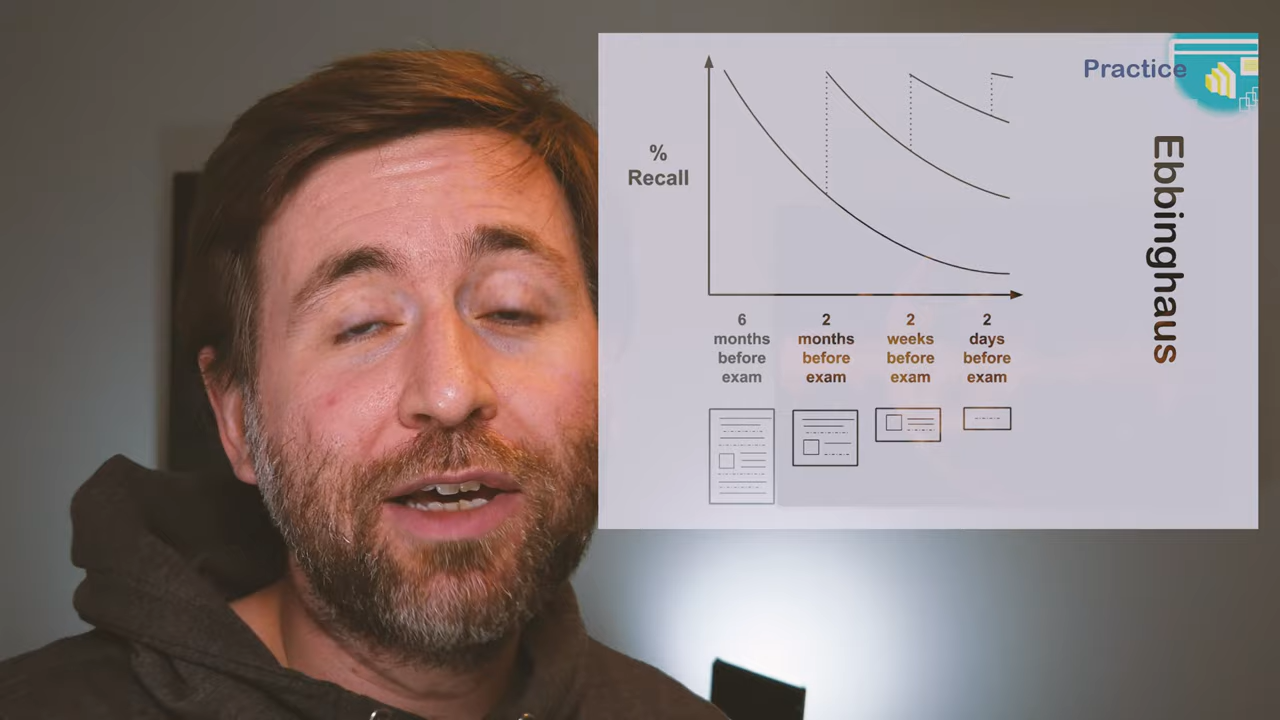 Practice
Ebbinghaus
%
Recall
6
months
before
exam
2
months
before
exam
2
weeks
before
exam
2
days
before
exam